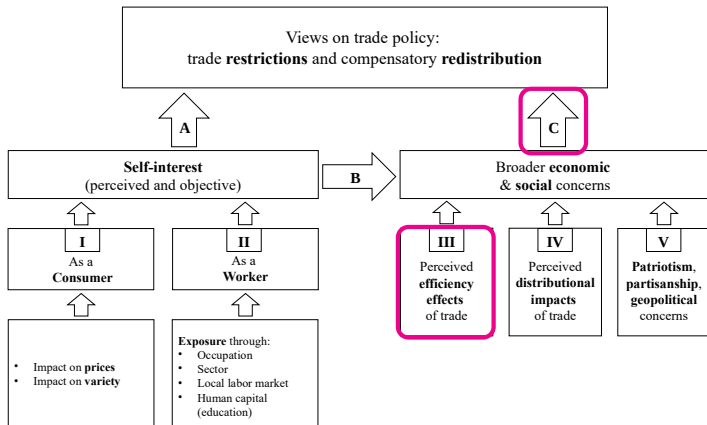 Views on trade policy:
trade restrictions and compensatory redistribution
A
C
Self-interest
(perceived and objective)
B
Broader economic
& social concerns
I
As a
Consumer
II
As a
Worker
III
Perceived
efficiency
effects
of trade
IV
Perceived
distributional
impacts
of trade
V
Patriotism,
partisanship,
geopolitical
concerns
• Impact on prices
• Impact on variety
Exposure through:
• Occupation
• Sector
• Local labor market
• Human capital
(education)